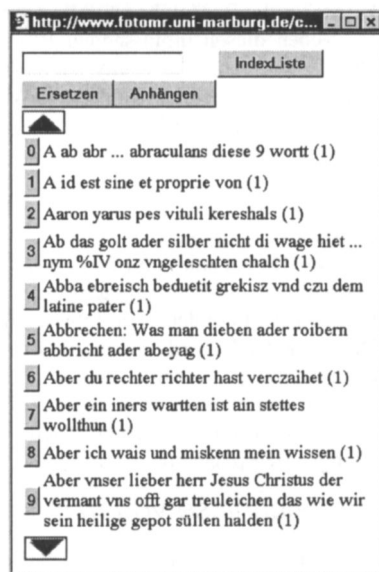 http://www.fotomr.uni-marburg.de/c...
IndexListe
Ersetzen Anhängen
0 A ab abr ... abraculans diese 9 wortt (1)
1 A id est sine et proprie von (1)
2 Aaron yarus pes vituli kereshals (1)
3 Ab das golt ader silber nicht di wage hiet ...
nym %IV onz vngeleschten chalch (1)
4 Abba ebreisch beduetit grekisz vnd czu dem
latine pater (1)
5 Abbrechen: Was man dieben ader roibern
abbricht ader abeyag (1)
6 Aber du rechter richter hast verczaihet (1)
7 Aber ein iners wartten ist ain stettes
wollthun (1)
8 Aber ich wais und miskenn mein wissen (1)
9 Aber vnser lieber herr Jesus Christus der
vermant vns offt gar treuleichen das wie wir
sein heilige gepot süllen halden (1)